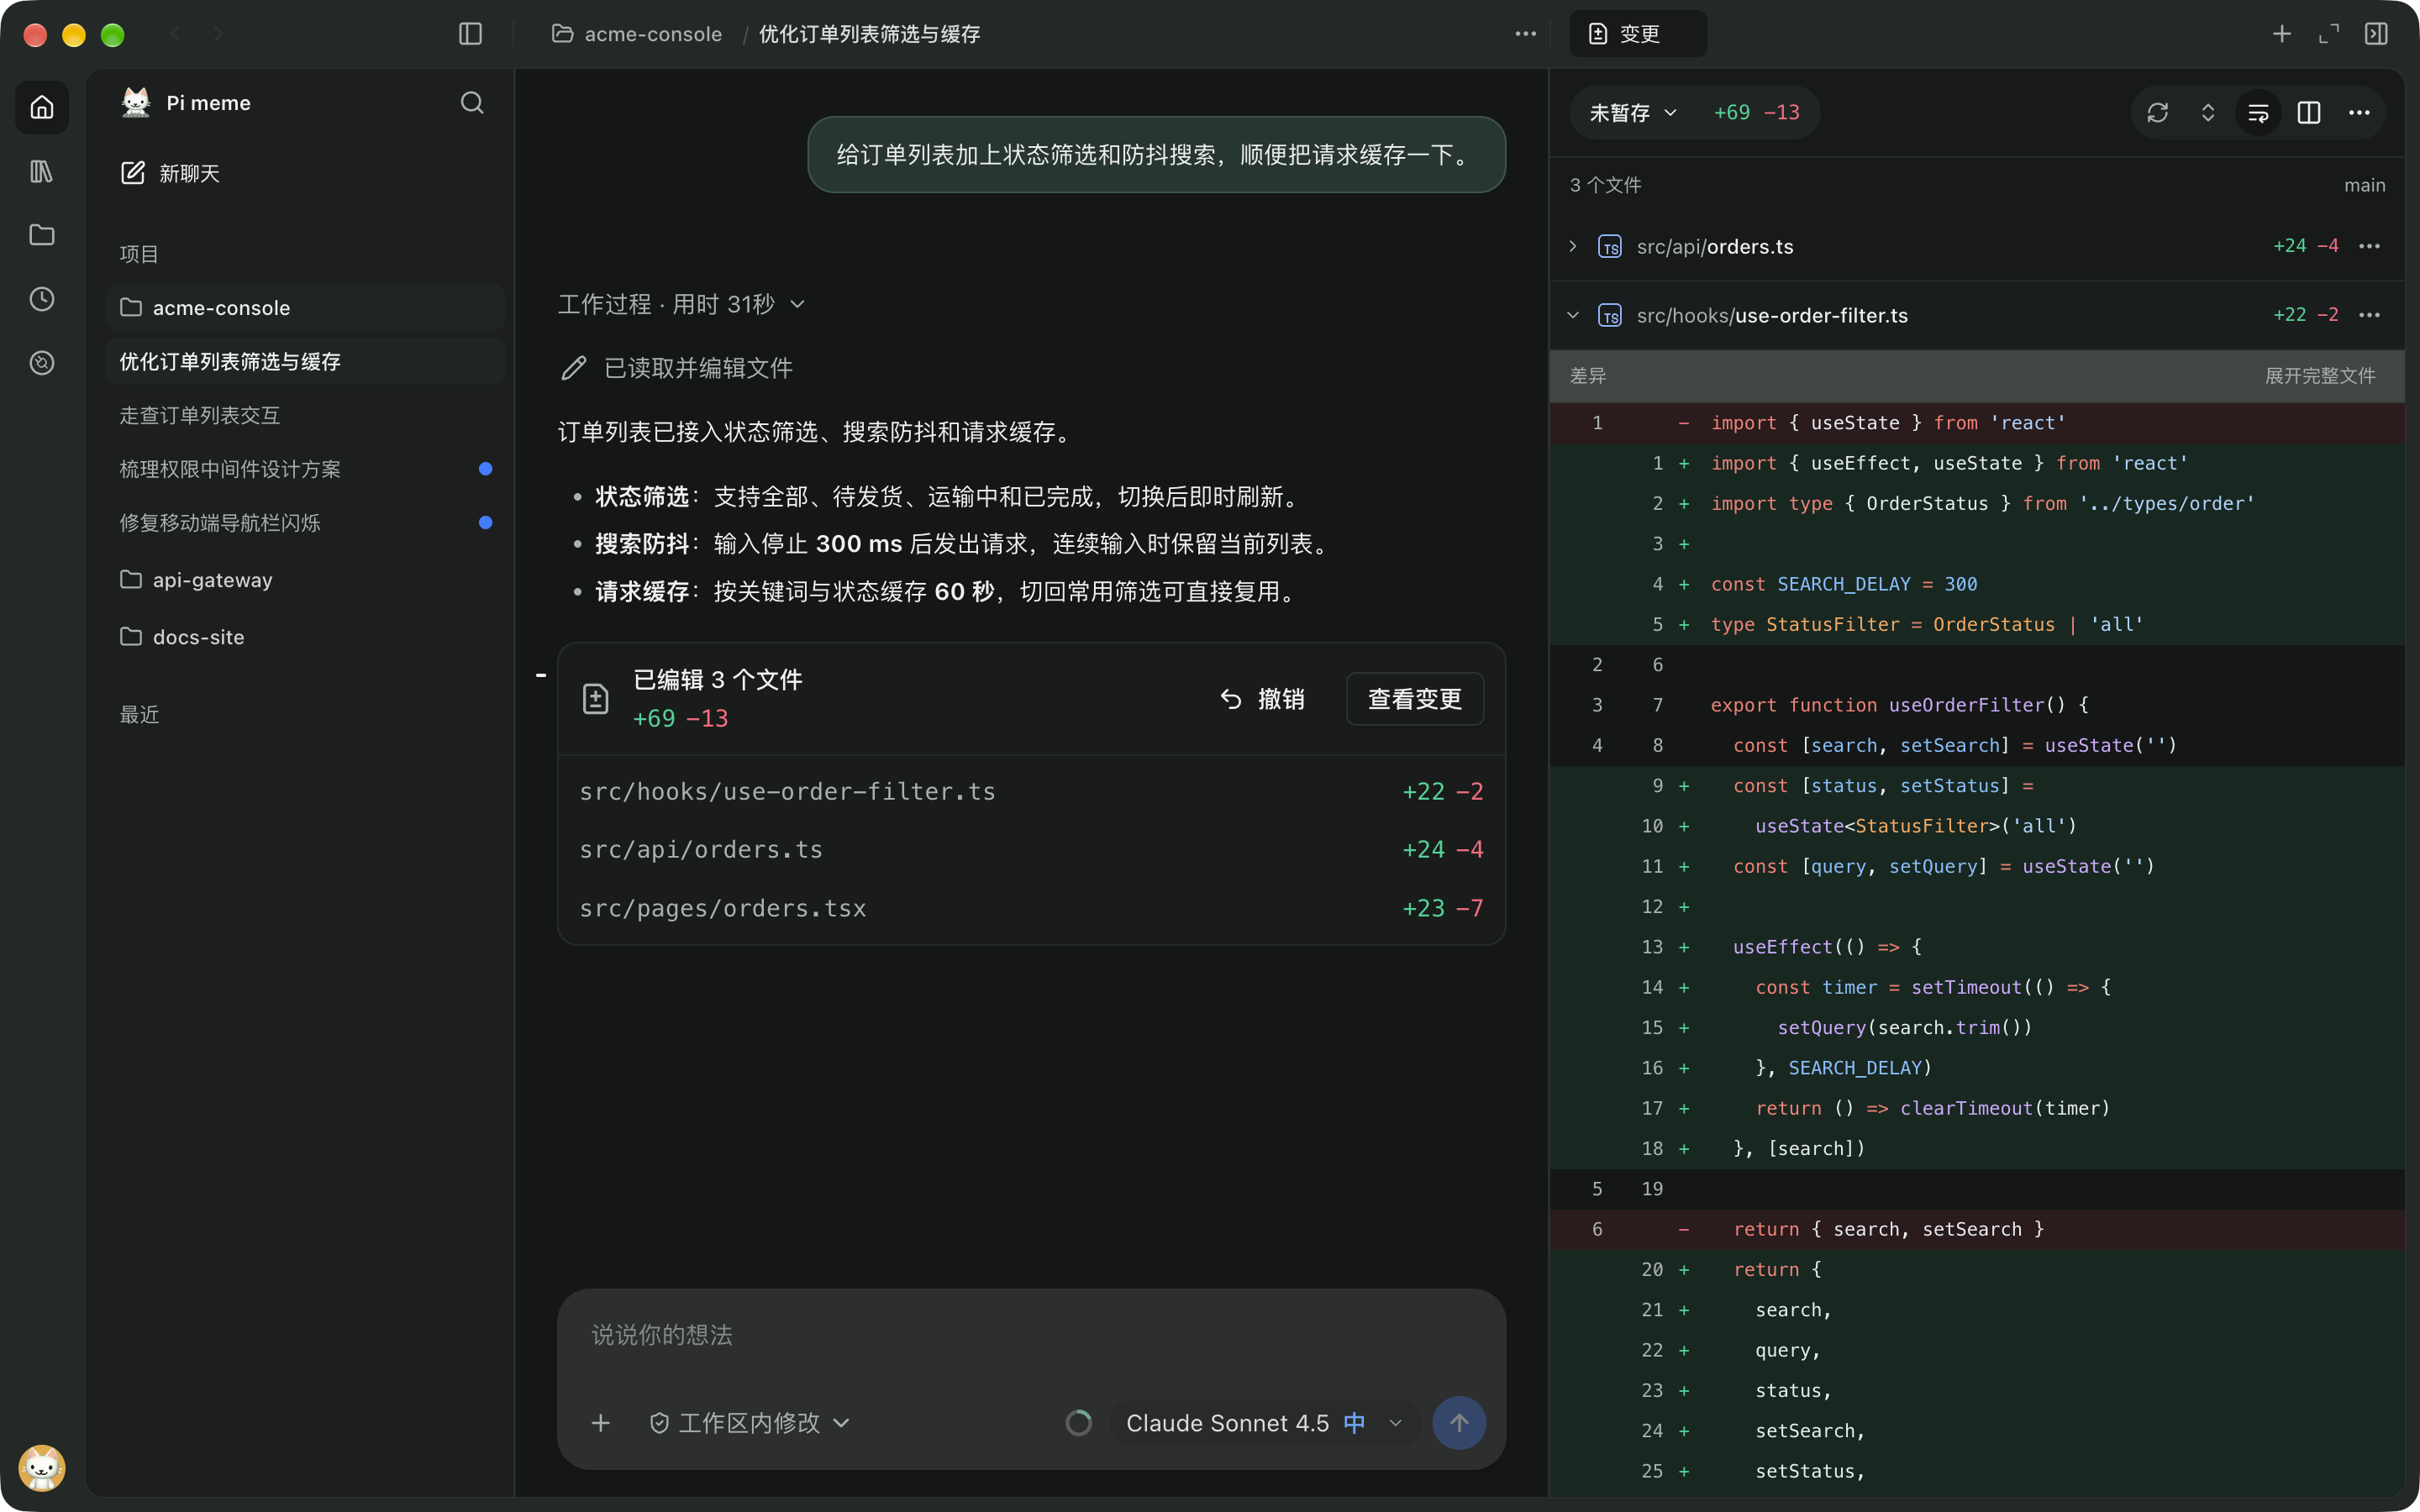 acme-console / 优化订单列表筛选与缓存
变更
Pi meme
新聊天
项目
acme-console
优化订单列表筛选与缓存
走查订单列表交互
梳理权限中间件设计方案
修复移动端导航栏闪烁
api-gateway
docs-site
最近
给订单列表加上状态筛选和防抖搜索，顺便把请求缓存一下。
工作过程 · 用时 31秒
已读取并编辑文件
订单列表已接入状态筛选、搜索防抖和请求缓存。
• 状态筛选：支持全部、待发货、运输中和已完成，切换后即时刷新。
• 搜索防抖：输入停止 300 ms 后发出请求，连续输入时保留当前列表。
• 请求缓存：按关键词与状态缓存 60 秒，切回常用筛选可直接复用。
已编辑 3 个文件
+69 −13
撤销
查看变更
src/hooks/use-order-filter.ts +22 −2
src/api/orders.ts +24 −4
src/pages/orders.tsx +23 −7
说说你的想法
工作区内修改
Claude Sonnet 4.5 中
未暂存 +69 −13
3 个文件 main
TS src/api/orders.ts +24 −4
TS src/hooks/use-order-filter.ts +22 −2
差异 展开完整文件
1 − import { useState } from 'react'
1 + import { useEffect, useState } from 'react'
2 + import type { OrderStatus } from '../types/order'
3 +
4 + const SEARCH_DELAY = 300
5 + type StatusFilter = OrderStatus | 'all'
2 6
3 7 export function useOrderFilter() {
4 8 const [search, setSearch] = useState('')
9 + const [status, setStatus] =
10 + useState<StatusFilter>('all')
11 + const [query, setQuery] = useState('')
12 +
13 + useEffect(() => {
14 + const timer = setTimeout(() => {
15 + setQuery(search.trim())
16 + }, SEARCH_DELAY)
17 + return () => clearTimeout(timer)
18 + }, [search])
5 19
6 − return { search, setSearch }
20 + return {
21 + search,
22 + query,
23 + status,
24 + setSearch,
25 + setStatus,